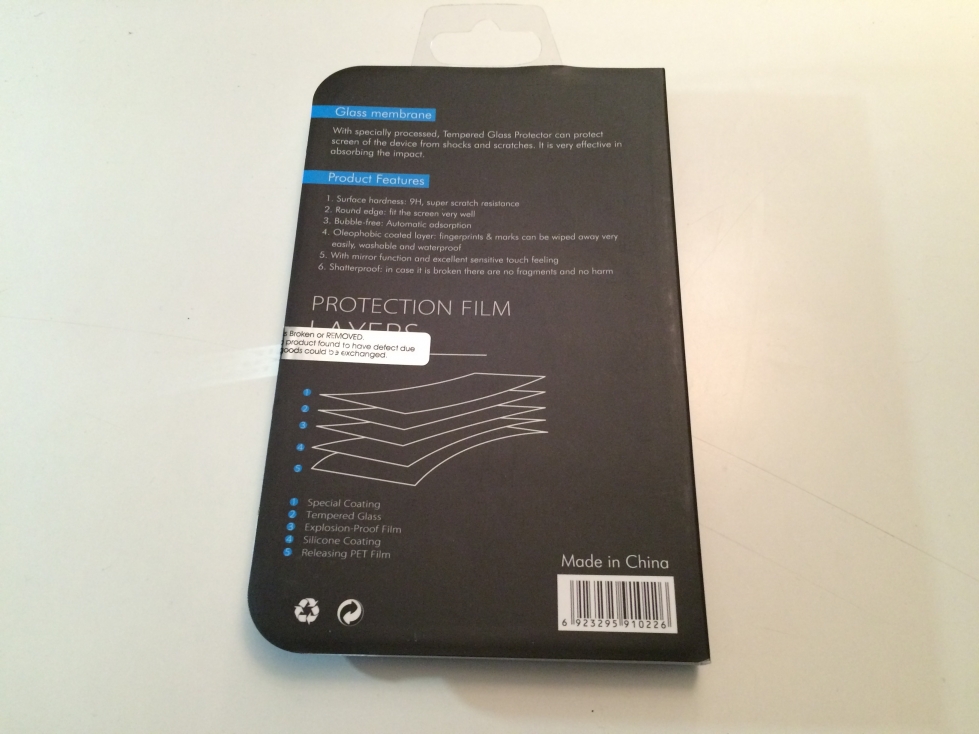 Glass membrane
With specially processed, Tempered Glass Protector can protect
screen of the device from shocks and scratches. It is very effective in
absorbing the impact.
Product Features
1. Surface hardness: 9H, super scratch resistance
2. Round edge: fit the screen very well
3. Bubble-free: Automatic adsorption
4. Oleophobic coated layer: fingerprints & marks can be wiped away very
easily, washable and waterproof
5. With mirror function and excellent sensitive touch feeling
6. Shatterproof: in case it is broken there are no fragments and no harm
PROTECTION FILM
LAYERS
Broken or REMOVED.
product found to have defect due
goods could be exchanged.
1
2
3
4
5
1 Special Coating
2 Tempered Glass
3 Explosion-Proof Film
4 Silicone Coating
5 Releasing PET Film
Made in China
6 923295 910226